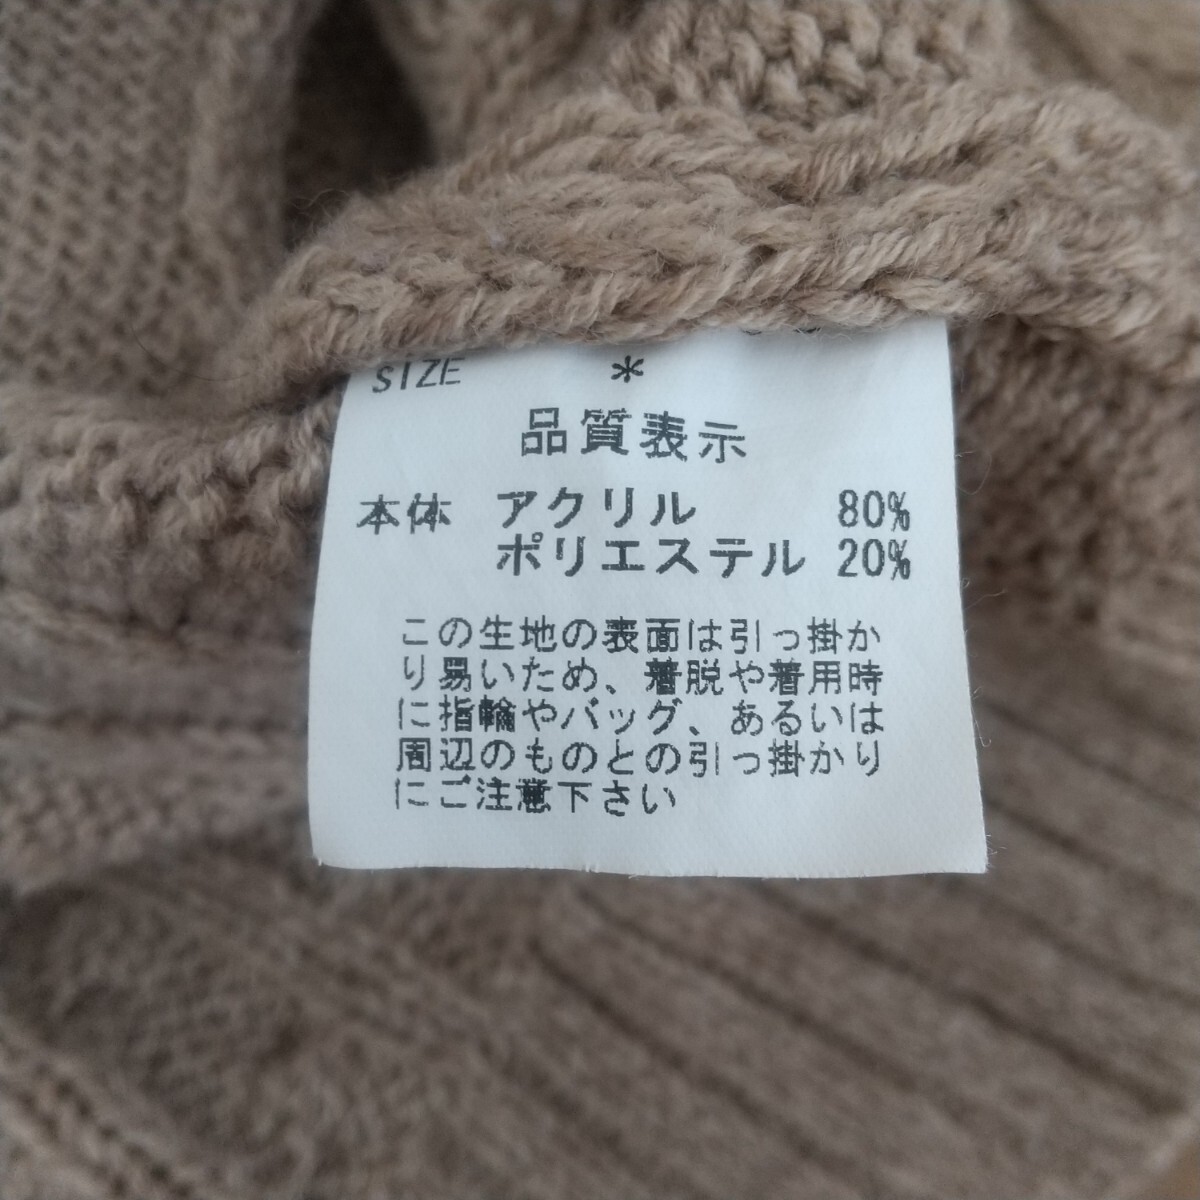 SIZE *
品質表示
本体 アクリル 80%
ポリエステル 20%
この生地の表面は引っ掛か
り易いため、着脱や着用時
に指輪やバッグ、あるいは
周辺のものとの引っ掛かり
にご注意下さい